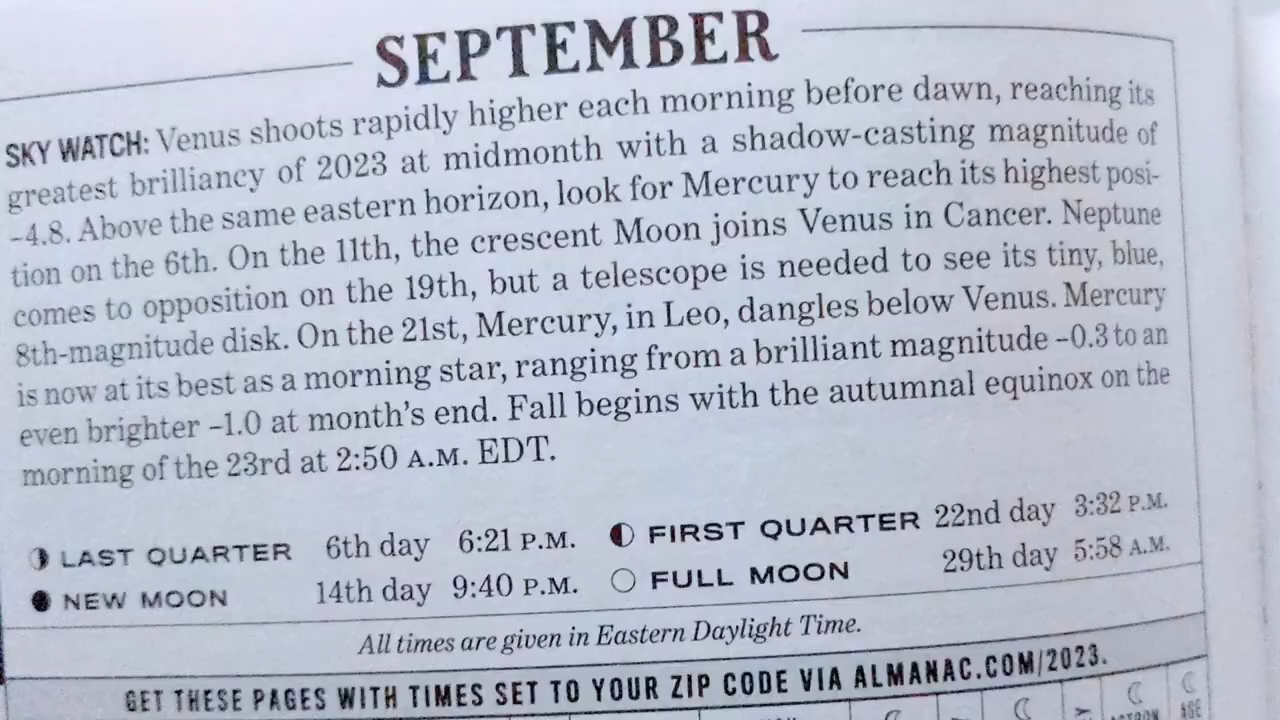 SEPTEMBER
SKY WATCH: Venus shoots rapidly higher each morning before dawn, reaching its
greatest brilliancy of 2023 at midmonth with a shadow-casting magnitude of
–4.8. Above the same eastern horizon, look for Mercury to reach its highest posi-
tion on the 6th. On the 11th, the crescent Moon joins Venus in Cancer. Neptune
comes to opposition on the 19th, but a telescope is needed to see its tiny, blue,
8th-magnitude disk. On the 21st, Mercury, in Leo, dangles below Venus. Mercury
is now at its best as a morning star, ranging from a brilliant magnitude –0.3 to an
even brighter –1.0 at month's end. Fall begins with the autumnal equinox on the
morning of the 23rd at 2:50 A.M. EDT.
LAST QUARTER 6th day 6:21 P.M. FIRST QUARTER 22nd day 3:32 P.M.
NEW MOON 14th day 9:40 P.M. FULL MOON 29th day 5:58 A.M.
All times are given in Eastern Daylight Time.
GET THESE PAGES WITH TIMES SET TO YOUR ZIP CODE VIA ALMANAC.COM/2023.
AGE